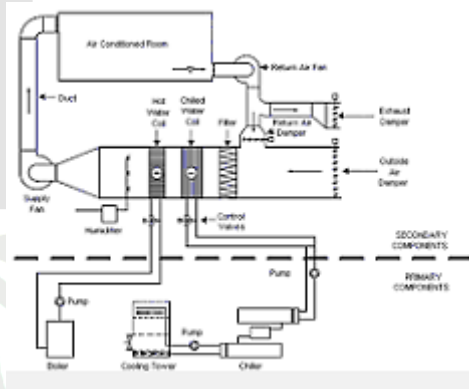 Air Conditioned Room
Return Air Fan
Duct
Hot
Water
Coil
Chilled
Water
Coil
Filter
Return Air
Damper
Exhaust
Damper
Outside
Air
Damper
Supply
Fan
Humidifier
Control
Valves
SECONDARY
COMPONENTS
PRIMARY
COMPONENTS
Pump
Pump
Pump
Boiler
Cooling Tower
Chiller